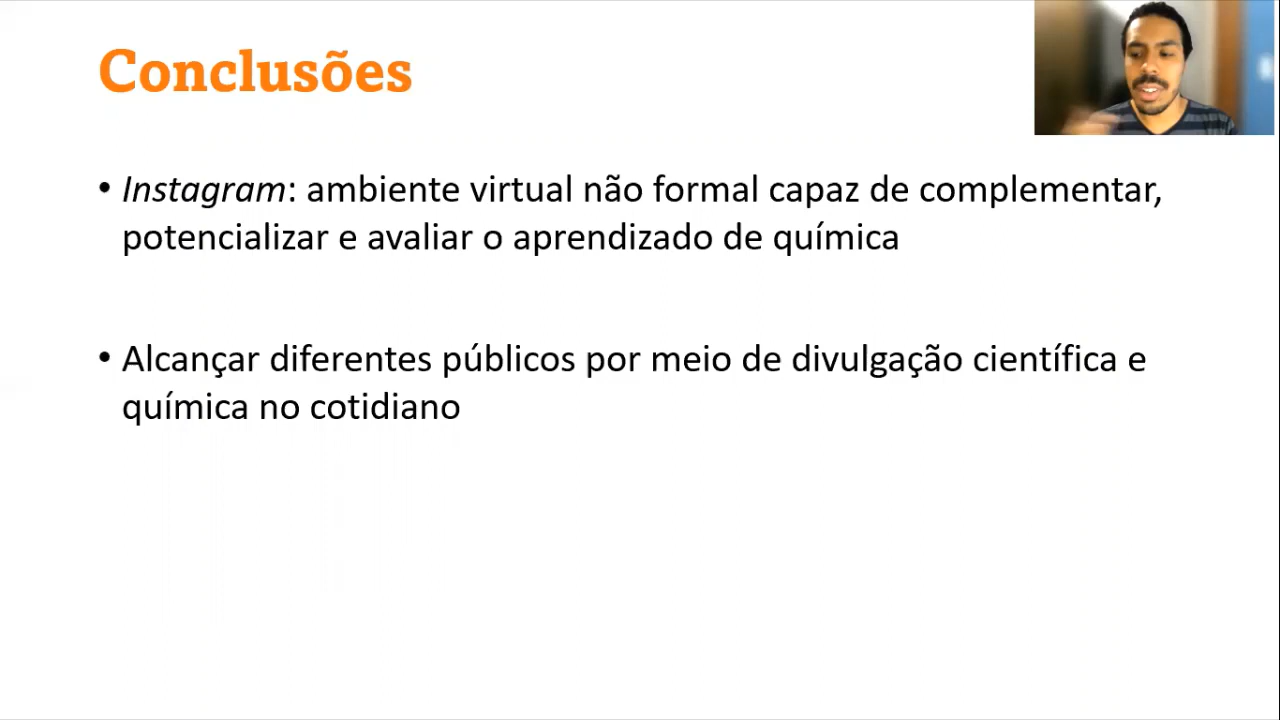 Conclusões
• Instagram: ambiente virtual não formal capaz de complementar,
potencializar e avaliar o aprendizado de química
• Alcançar diferentes públicos por meio de divulgação científica e
química no cotidiano